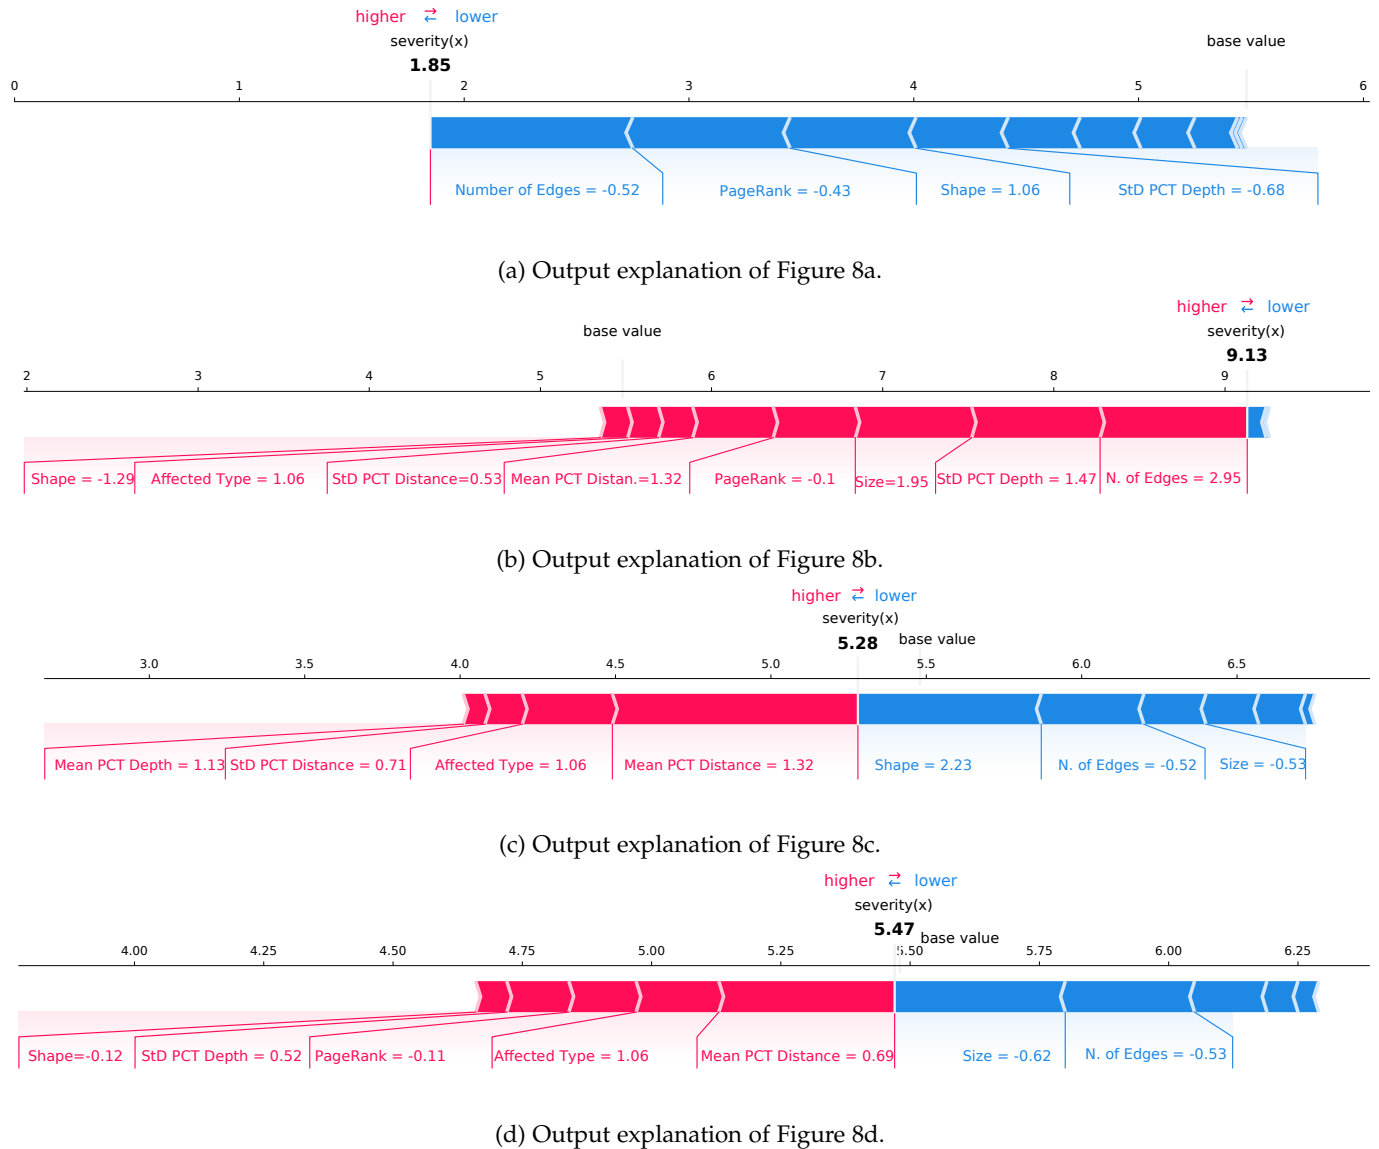 higher ⇄ lower
severity(x)
base value
1.85
0 1 2 3 4 5 6
Number of Edges = -0.52 PageRank = -0.43 Shape = 1.06 StD PCT Depth = -0.68
(a) Output explanation of Figure 8a.
higher ⇄ lower
base value severity(x)
9.13
2 3 4 5 6 7 8 9
Shape = -1.29 Affected Type = 1.06 StD PCT Distance=0.53 Mean PCT Distan.=1.32 PageRank = -0.1 Size=1.95 StD PCT Depth = 1.47 N. of Edges = 2.95
(b) Output explanation of Figure 8b.
higher ⇄ lower
severity(x)
5.28 base value
3.0 3.5 4.0 4.5 5.0 5.5 6.0 6.5
Mean PCT Depth = 1.13 StD PCT Distance = 0.71 Affected Type = 1.06 Mean PCT Distance = 1.32 Shape = 2.23 N. of Edges = -0.52 Size = -0.53
(c) Output explanation of Figure 8c.
higher ⇄ lower
severity(x)
5.47 base value
4.00 4.25 4.50 4.75 5.00 5.25 5.50 5.75 6.00 6.25
Shape=-0.12 StD PCT Depth = 0.52 PageRank = -0.11 Affected Type = 1.06 Mean PCT Distance = 0.69 Size = -0.62 N. of Edges = -0.53
(d) Output explanation of Figure 8d.